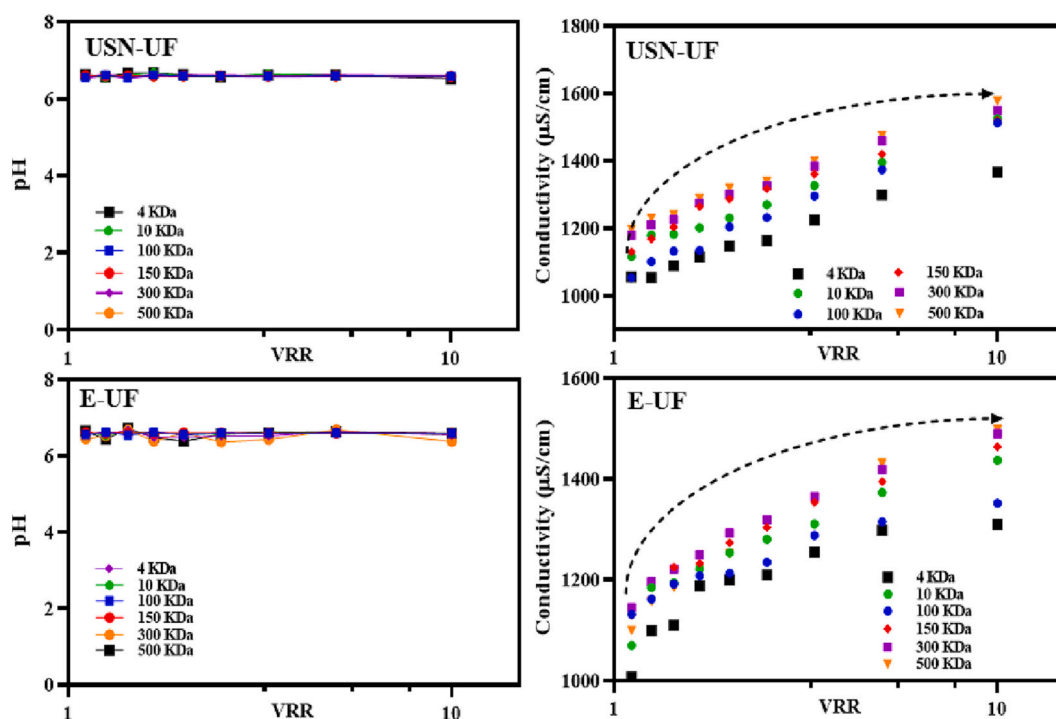 8
USN-UF
6
pH
4
4 KDa
10 KDa
100 KDa
2
150 KDa
300 KDa
500 KDa
0
1
VRR
10
1800
USN-UF
1600
Conductivity (µS/cm)
1400
1200
4 KDa
150 KDa
10 KDa
300 KDa
1000
100 KDa
500 KDa
1
VRR
10
8
E-UF
6
pH
4
4 KDa
10 KDa
2
100 KDa
150 KDa
300 KDa
500 KDa
0
1
VRR
10
1600
E-UF
Conductivity (µS/cm)
1400
1200
4 KDa
10 KDa
100 KDa
150 KDa
300 KDa
500 KDa
1000
1
VRR
10